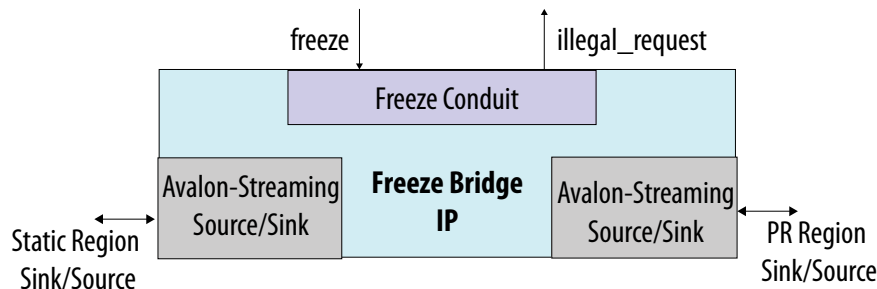 freeze
illegal_request
Freeze Conduit
Avalon-Streaming
Source/Sink
Freeze Bridge
IP
Avalon-Streaming
Source/Sink
Static Region
Sink/Source
PR Region
Sink/Source